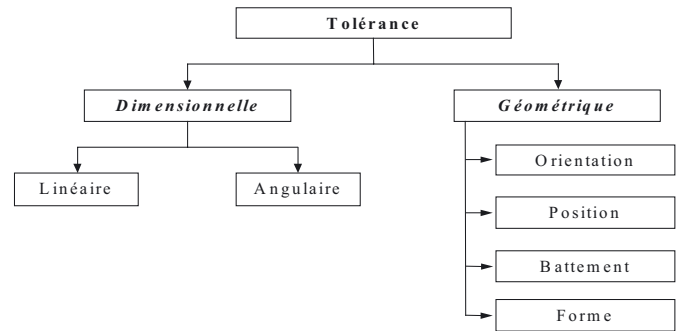 Tolérance
Dimensionnelle
Géométrique
Linéaire
Angulaire
Orientation
Position
Battement
Forme